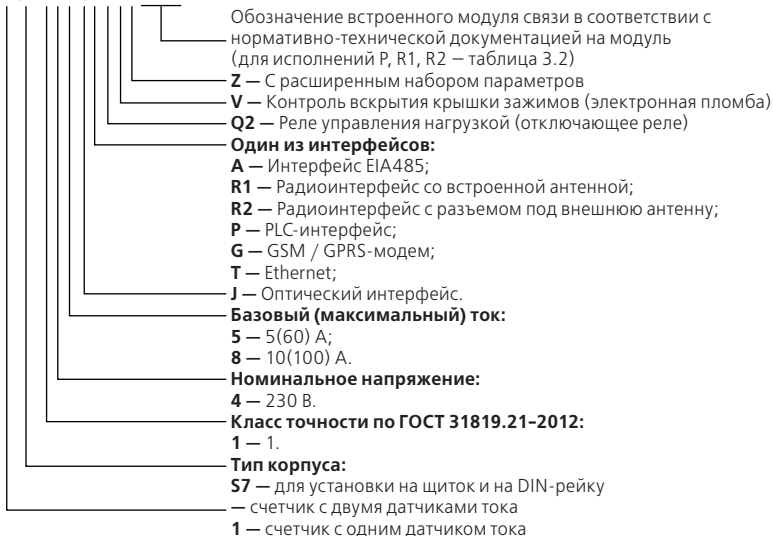 Обозначение встроенного модуля связи в соответствии с
нормативно-технической документацией на модуль
(для исполнений P, R1, R2 – таблица 3.2)
Z — С расширенным набором параметров
V — Контроль вскрытия крышки зажимов (электронная пломба)
Q2 — Реле управления нагрузкой (отключающее реле)
Один из интерфейсов:
A — Интерфейс EIA485;
R1 — Радиоинтерфейс со встроенной антенной;
R2 — Радиоинтерфейс с разъемом под внешнюю антенну;
P — PLC-интерфейс;
G — GSM / GPRS-модем;
T — Ethernet;
J — Оптический интерфейс.
Базовый (максимальный) ток:
5 — 5(60) А;
8 — 10(100) А.
Номинальное напряжение:
4 — 230 В.
Класс точности по ГОСТ 31819.21–2012:
1 — 1.
Тип корпуса:
S7 — для установки на щиток и на DIN-рейку
— счетчик с двумя датчиками тока
1 — счетчик с одним датчиком тока